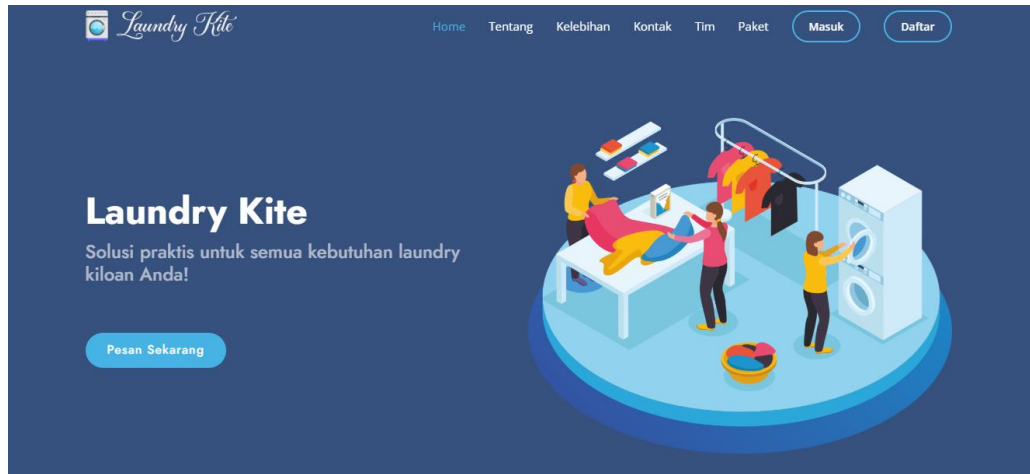 Laundry Kite
Home Tentang Kelebihan Kontak Tim Paket Masuk Daftar
Laundry Kite
Solusi praktis untuk semua kebutuhan laundry
kiloan Anda!
Pesan Sekarang